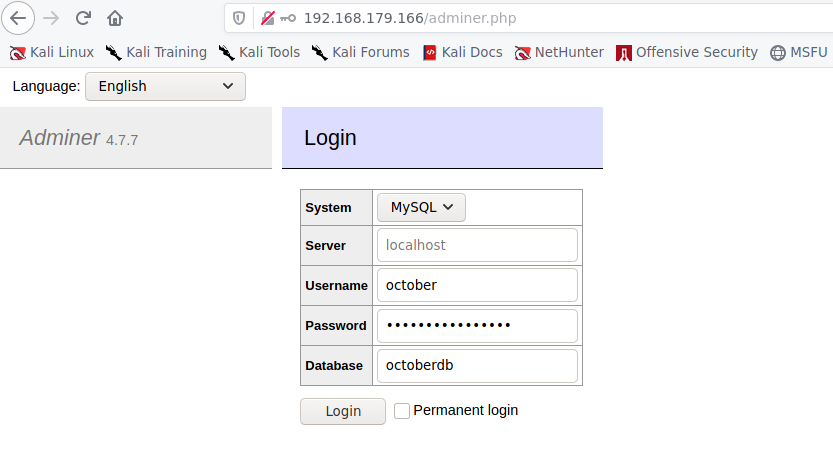 192.168.179.166/adminer.php
Kali Linux Kali Training Kali Tools Kali Forums Kali Docs NetHunter Offensive Security MSFU
Language: English
Adminer 4.7.7
Login
System MySQL
Server localhost
Username october
Password ••••••••••••••••
Database octoberdb
Login Permanent login